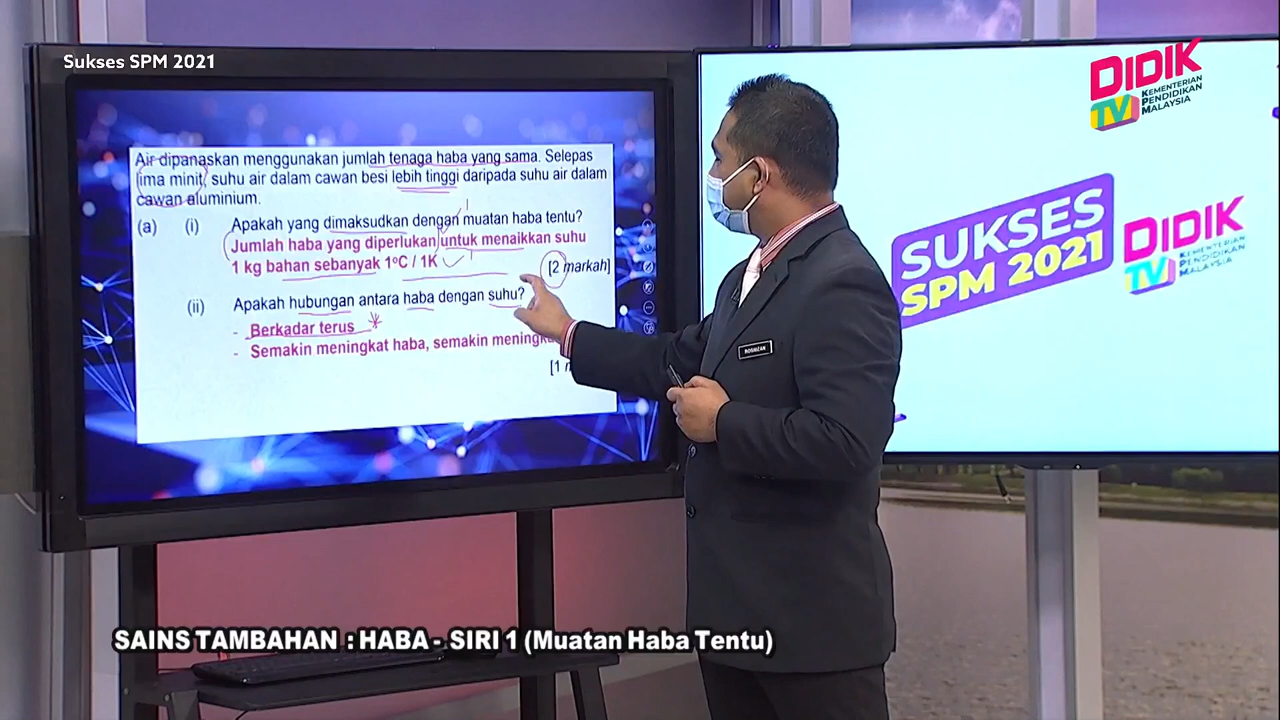 Sukses SPM 2021
Air dipanaskan menggunakan jumlah tenaga haba yang sama. Selepas
lima minit, suhu air dalam cawan besi lebih tinggi daripada suhu air dalam
cawan aluminium.
(a) (i) Apakah yang dimaksudkan dengan muatan haba tentu?
Jumlah haba yang diperlukan untuk menaikkan suhu
1 kg bahan sebanyak 1°C / 1K
[2 markah]
(ii) Apakah hubungan antara haba dengan suhu?
- Berkadar terus
- Semakin meningkat haba, semakin
[1
DIDIK
TV
KEMENTERIAN
PENDIDIKAN
MALAYSIA
SUKSES
SPM 2021
DIDIK
TV
KEMENTERIAN
PENDIDIKAN
MALAYSIA
ROSMIZAN
SAINS TAMBAHAN : HABA - SIRI 1 (Muatan Haba Tentu)